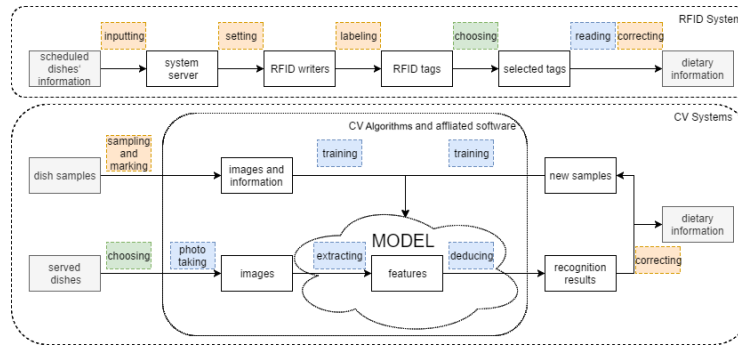 RFID System
inputting
setting
labeling
choosing
reading
correcting
scheduled
dishes'
information
system
server
RFID writers
RFID tags
selected tags
dietary
information
CV Systems
CV Algorithms and affliated software
sampling
and
marking
training
training
dish samples
images and
information
new samples
dietary
information
MODEL
choosing
photo
taking
extracting
deducing
correcting
served
dishes
images
features
recognition
results